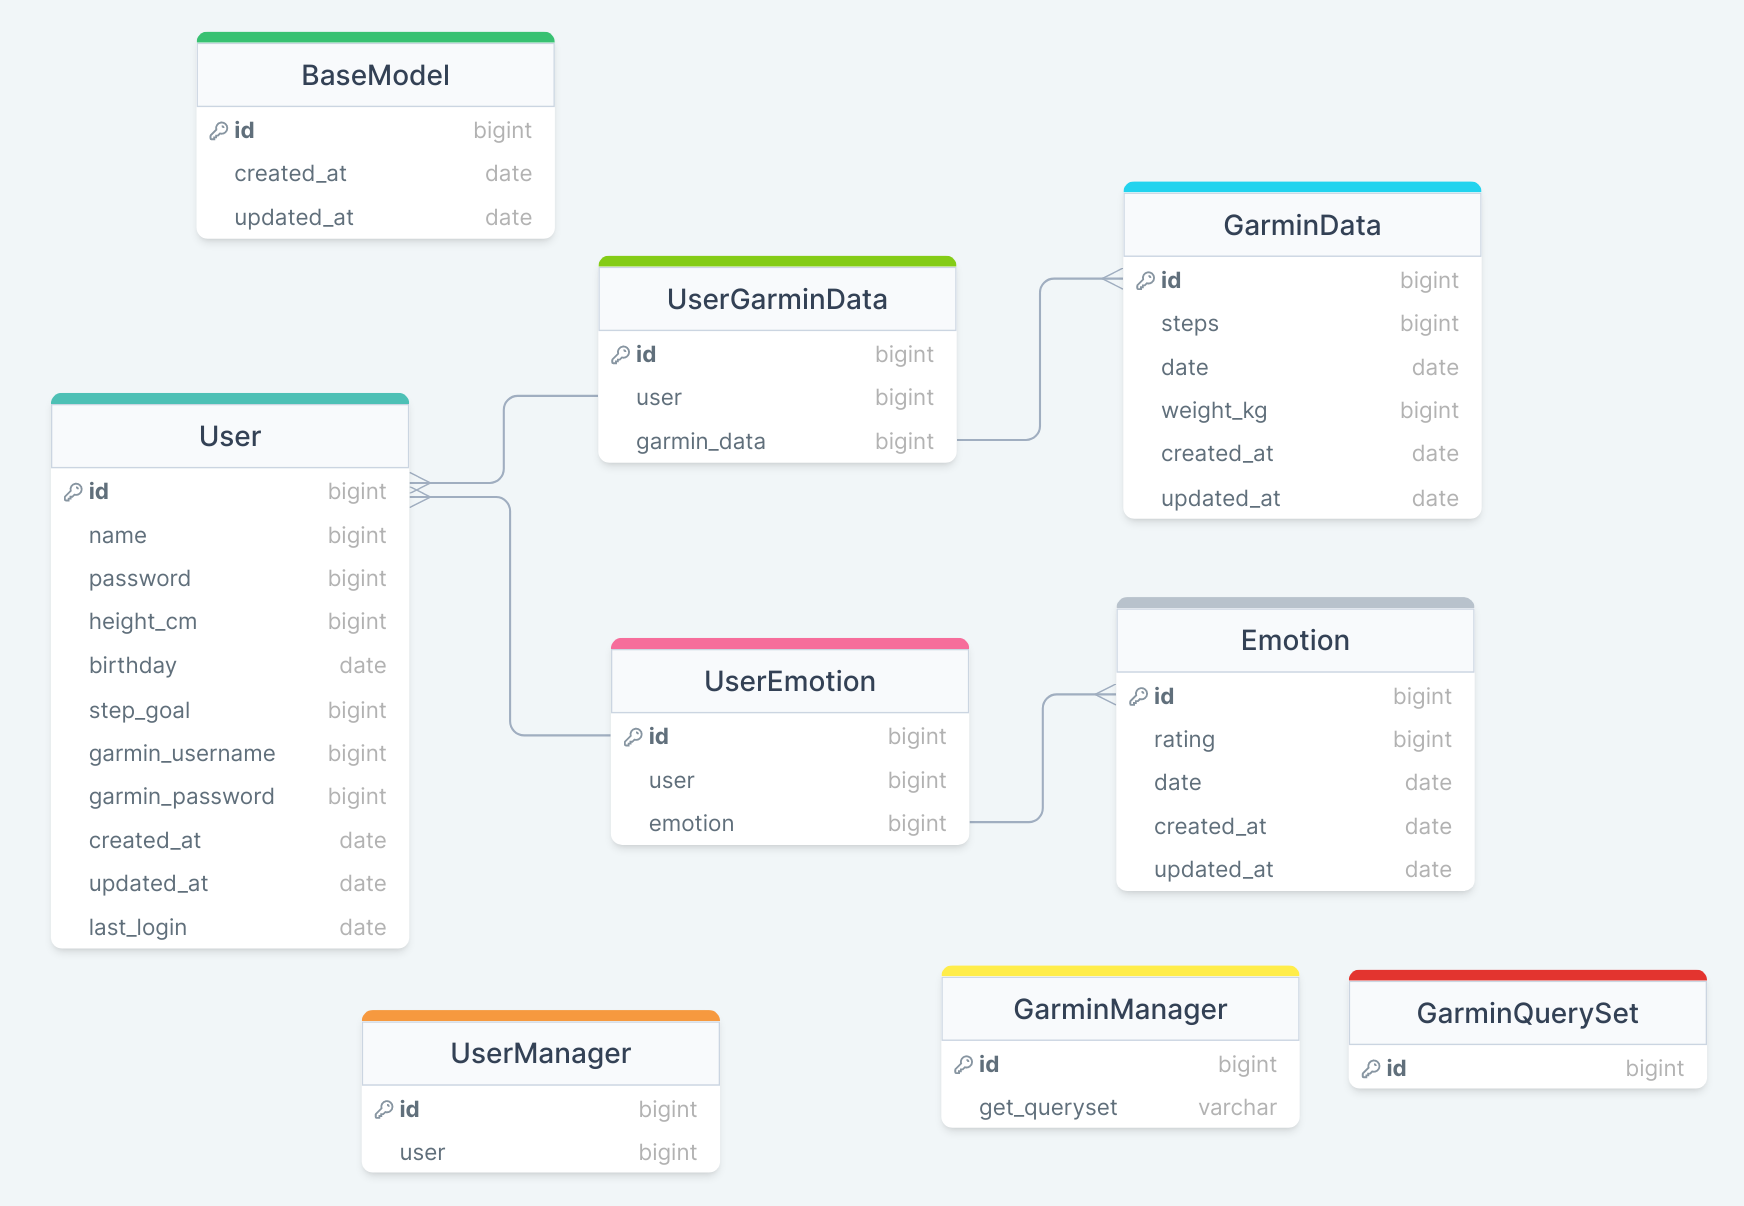 BaseModel
id bigint
created_at date
updated_at date
GarminData
id bigint
steps bigint
date date
weight_kg bigint
created_at date
updated_at date
UserGarminData
id bigint
user bigint
garmin_data bigint
User
id bigint
name bigint
password bigint
height_cm bigint
birthday date
step_goal bigint
garmin_username bigint
garmin_password bigint
created_at date
updated_at date
last_login date
UserEmotion
id bigint
user bigint
emotion bigint
Emotion
id bigint
rating bigint
date date
created_at date
updated_at date
UserManager
id bigint
user bigint
GarminManager
id bigint
get_queryset varchar
GarminQuerySet
id bigint